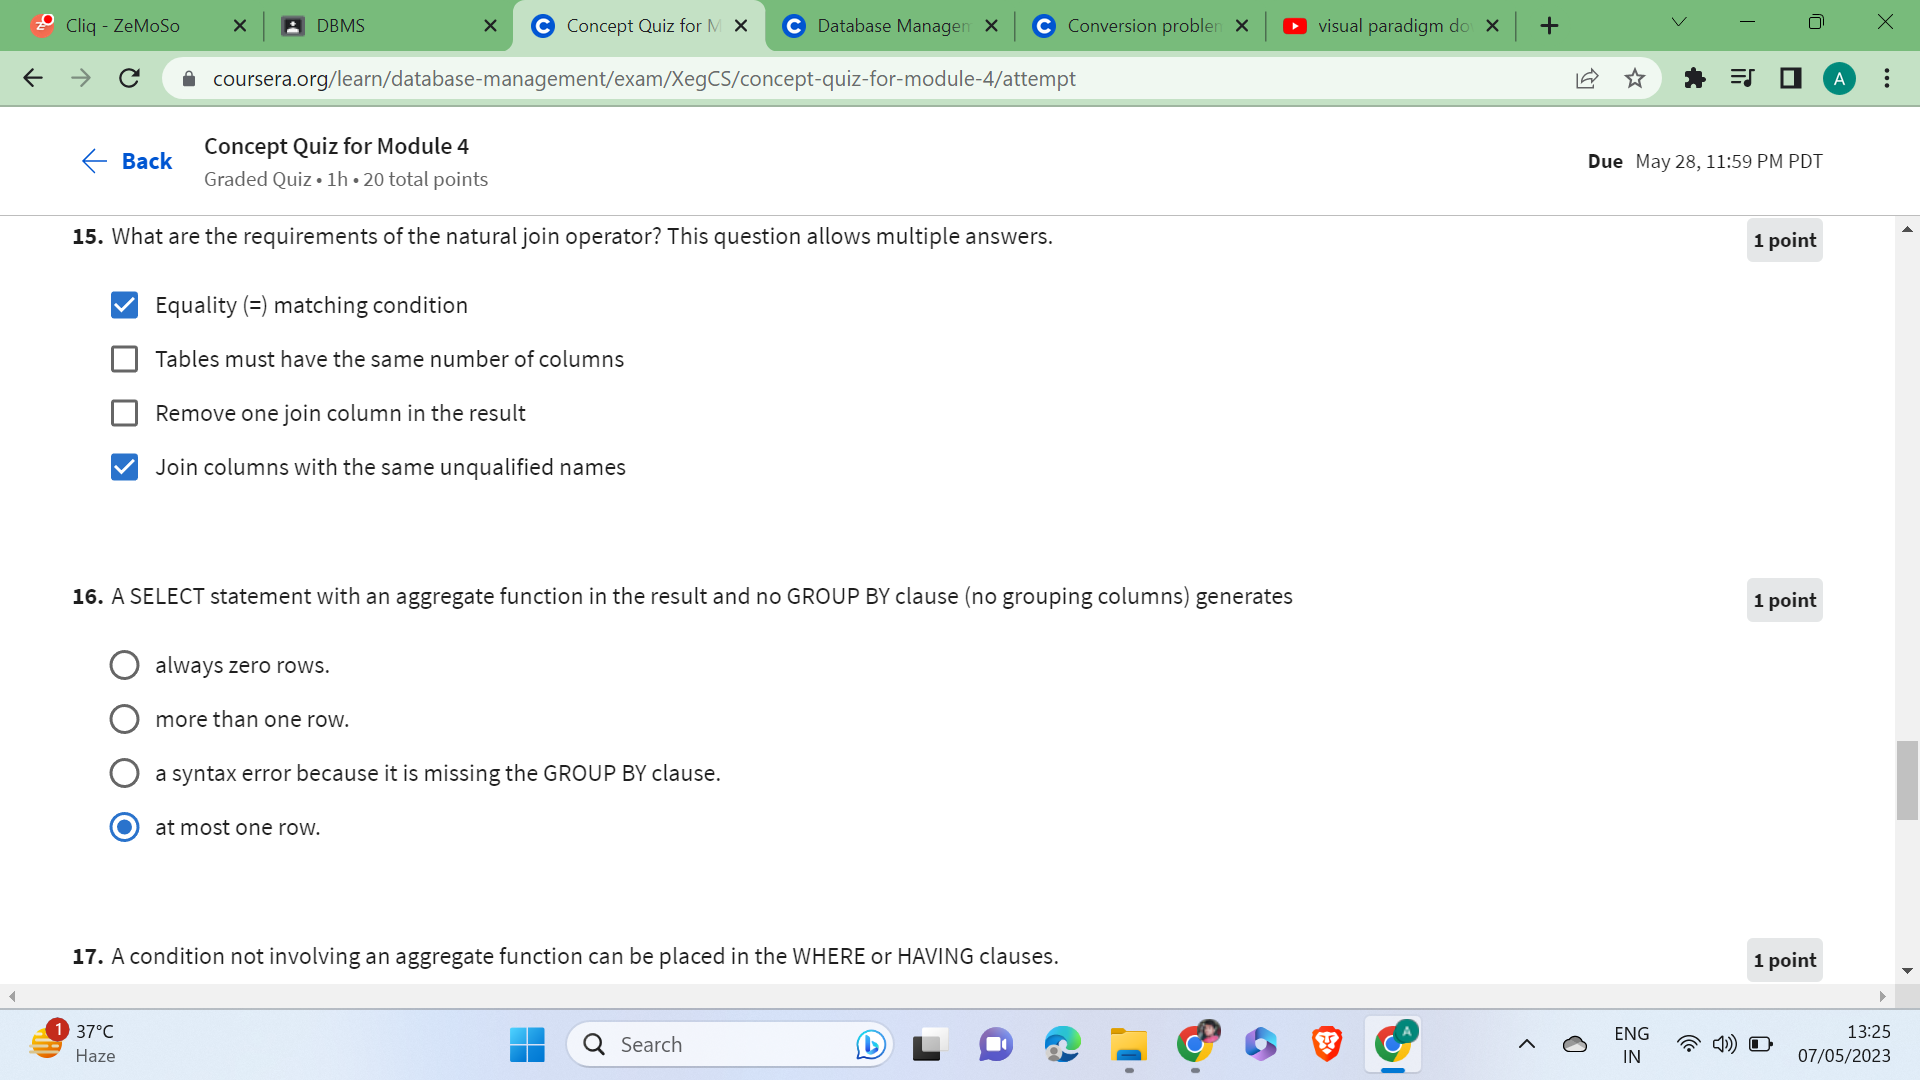 Cliq - ZeMoSo
DBMS
Concept Quiz for M
Database Managem
Conversion problem
visual paradigm do
coursera.org/learn/database-management/exam/XegCS/concept-quiz-for-module-4/attempt
A
Back
Concept Quiz for Module 4
Graded Quiz • 1h • 20 total points
Due May 28, 11:59 PM PDT
15. What are the requirements of the natural join operator? This question allows multiple answers.
1 point
Equality (=) matching condition
Tables must have the same number of columns
Remove one join column in the result
Join columns with the same unqualified names
16. A SELECT statement with an aggregate function in the result and no GROUP BY clause (no grouping columns) generates
1 point
always zero rows.
more than one row.
a syntax error because it is missing the GROUP BY clause.
at most one row.
17. A condition not involving an aggregate function can be placed in the WHERE or HAVING clauses.
1 point
1
37°C
Haze
Search
A
ENG
IN
13:25
07/05/2023